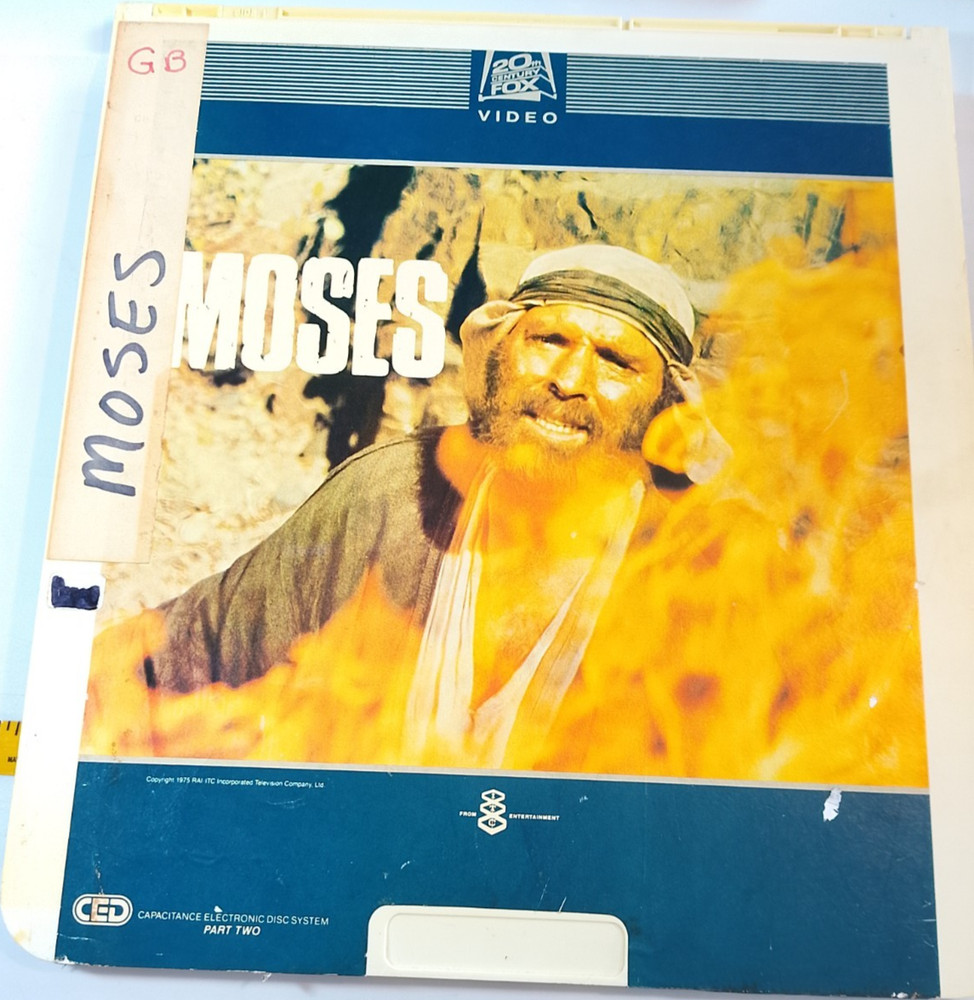 GB
20th
CENTURY
FOX
VIDEO
MOSES
MOSES
Copyright 1975 RAI ITC Incorporated Television Company, Ltd.
FROM ITC ENTERTAINMENT
CED CAPACITANCE ELECTRONIC DISC SYSTEM
PART TWO